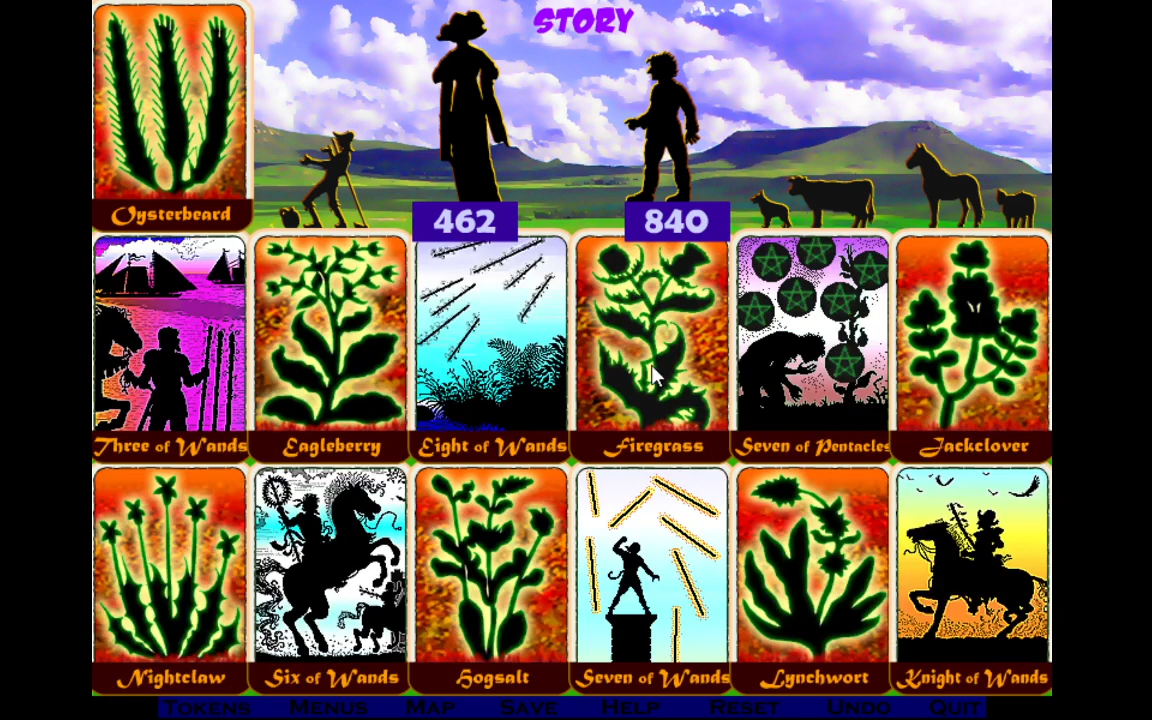 STORY
Oysterbeard
462 840
Three of Wands Eagleberry Eight of Wands Firegrass Seven of Pentacles Jackclover
Nightclaw Six of Wands Hogsalt Seven of Wands Lynchwort Knight of Wands
TOKENS MENUS MAP SAVE HELP RESET UNDO QUIT